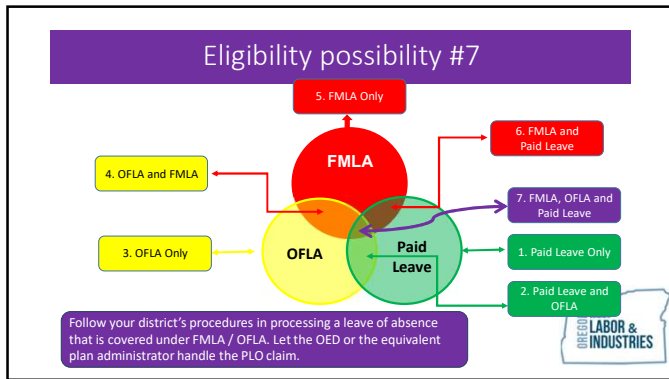 Eligibility possibility #7
5. FMLA Only
FMLA
6. FMLA and
Paid Leave
4. OFLA and FMLA
7. FMLA, OFLA and
Paid Leave
3. OFLA Only
OFLA
Paid
Leave
1. Paid Leave Only
2. Paid Leave and
OFLA
Follow your district's procedures in processing a leave of absence
that is covered under FMLA / OFLA. Let the OED or the equivalent
plan administrator handle the PLO claim.
OREGON
LABOR &
INDUSTRIES